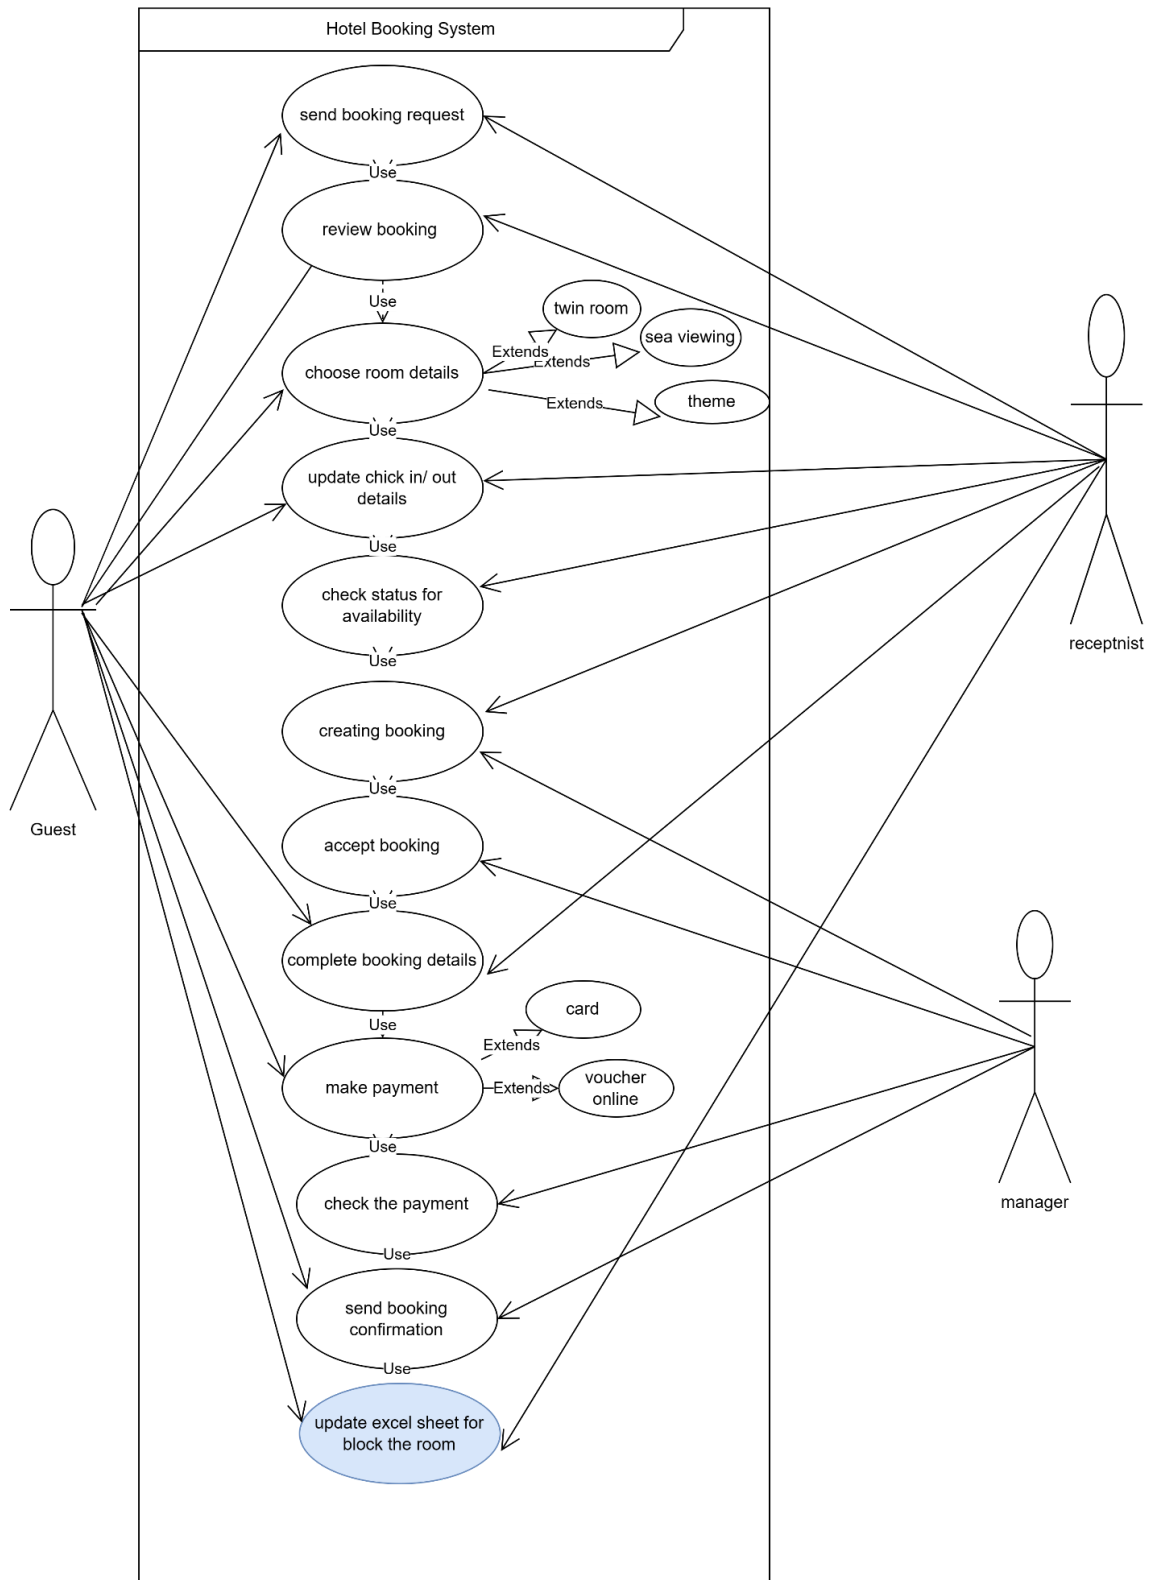 Hotel Booking System
send booking request
Use
review booking
Use
twin room
sea viewing
Extends
Extends
choose room details
Extends
theme
Use
update chick in/ out
details
Use
check status for
availability
Use
receptnist
creating booking
Use
Guest
accept booking
Use
complete booking details
card
Use
Extends
make payment
Extends
voucher
online
Use
check the payment
manager
Use
send booking
confirmation
Use
update excel sheet for
block the room